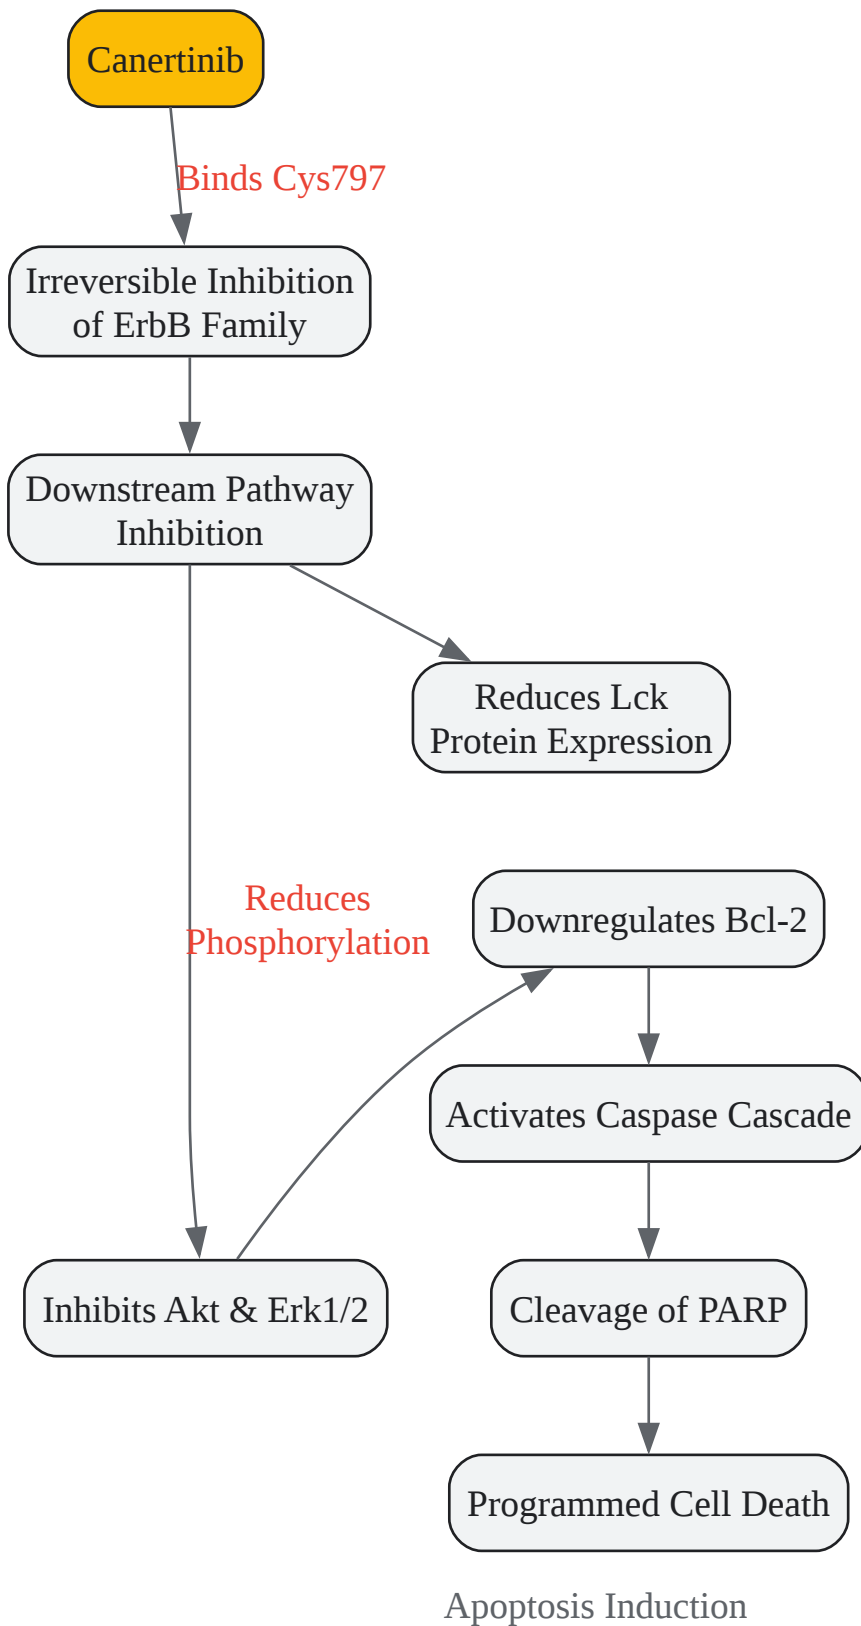 Canertinib
Binds Cys797
Irreversible Inhibition
of ErbB Family
Downstream Pathway
Inhibition
Reduces Lck
Protein Expression
Reduces
Phosphorylation
Downregulates Bcl-2
Activates Caspase Cascade
Inhibits Akt & Erk1/2
Cleavage of PARP
Programmed Cell Death
Apoptosis Induction